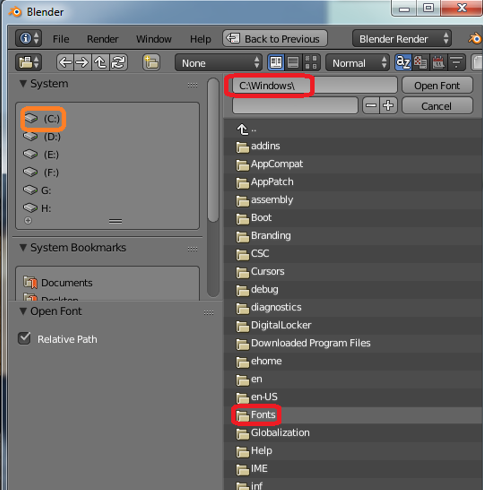 Blender
File Render Window Help Back to Previous Blender Render
None Normal
System
(C:)
(D:)
(E:)
(F:)
G:
H:
System Bookmarks
Documents
Desktop
Open Font
Relative Path
C:\Windows\ Open Font
Cancel
..
addins
AppCompat
AppPatch
assembly
Boot
Branding
CSC
Cursors
debug
diagnostics
DigitalLocker
Downloaded Program Files
ehome
en
en-US
Fonts
Globalization
Help
IME
inf